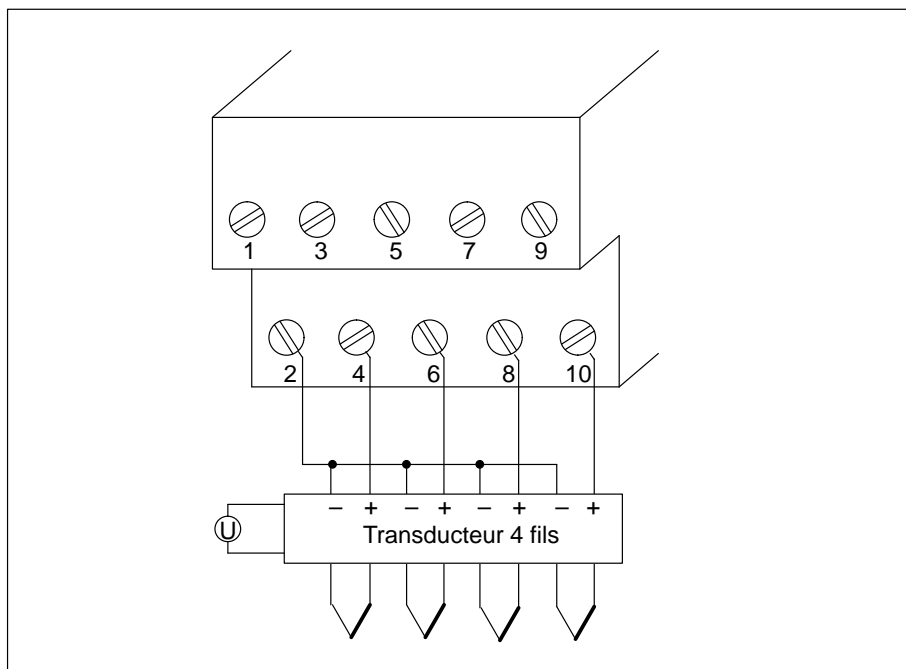 1 3 5 7 9
2 4 6 8 10
– + – + – + – +
U
Transducteur 4 fils